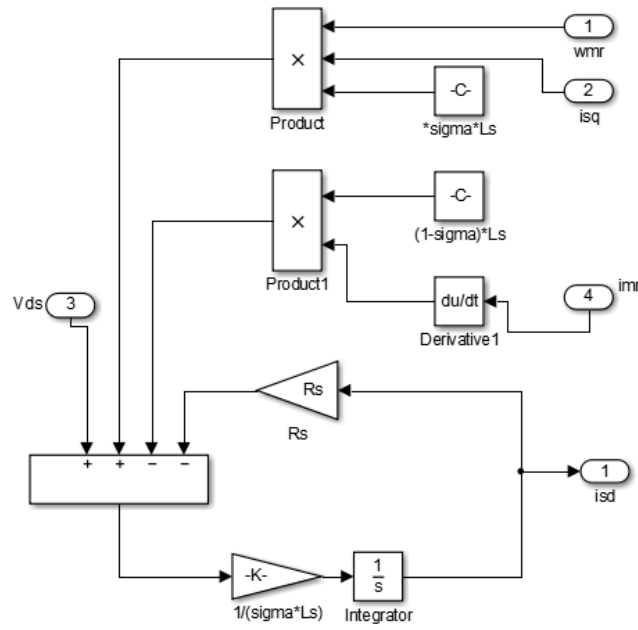 1
wmr
×
2
isq
-C-
Product
*sigma*Ls
-C-
×
(1-sigma)*Ls
Product1
Vds
3
du/dt
4
imr
Derivative1
Rs
Rs
+ + − −
1
isd
-K-
1
s
1/(sigma*Ls)
Integrator